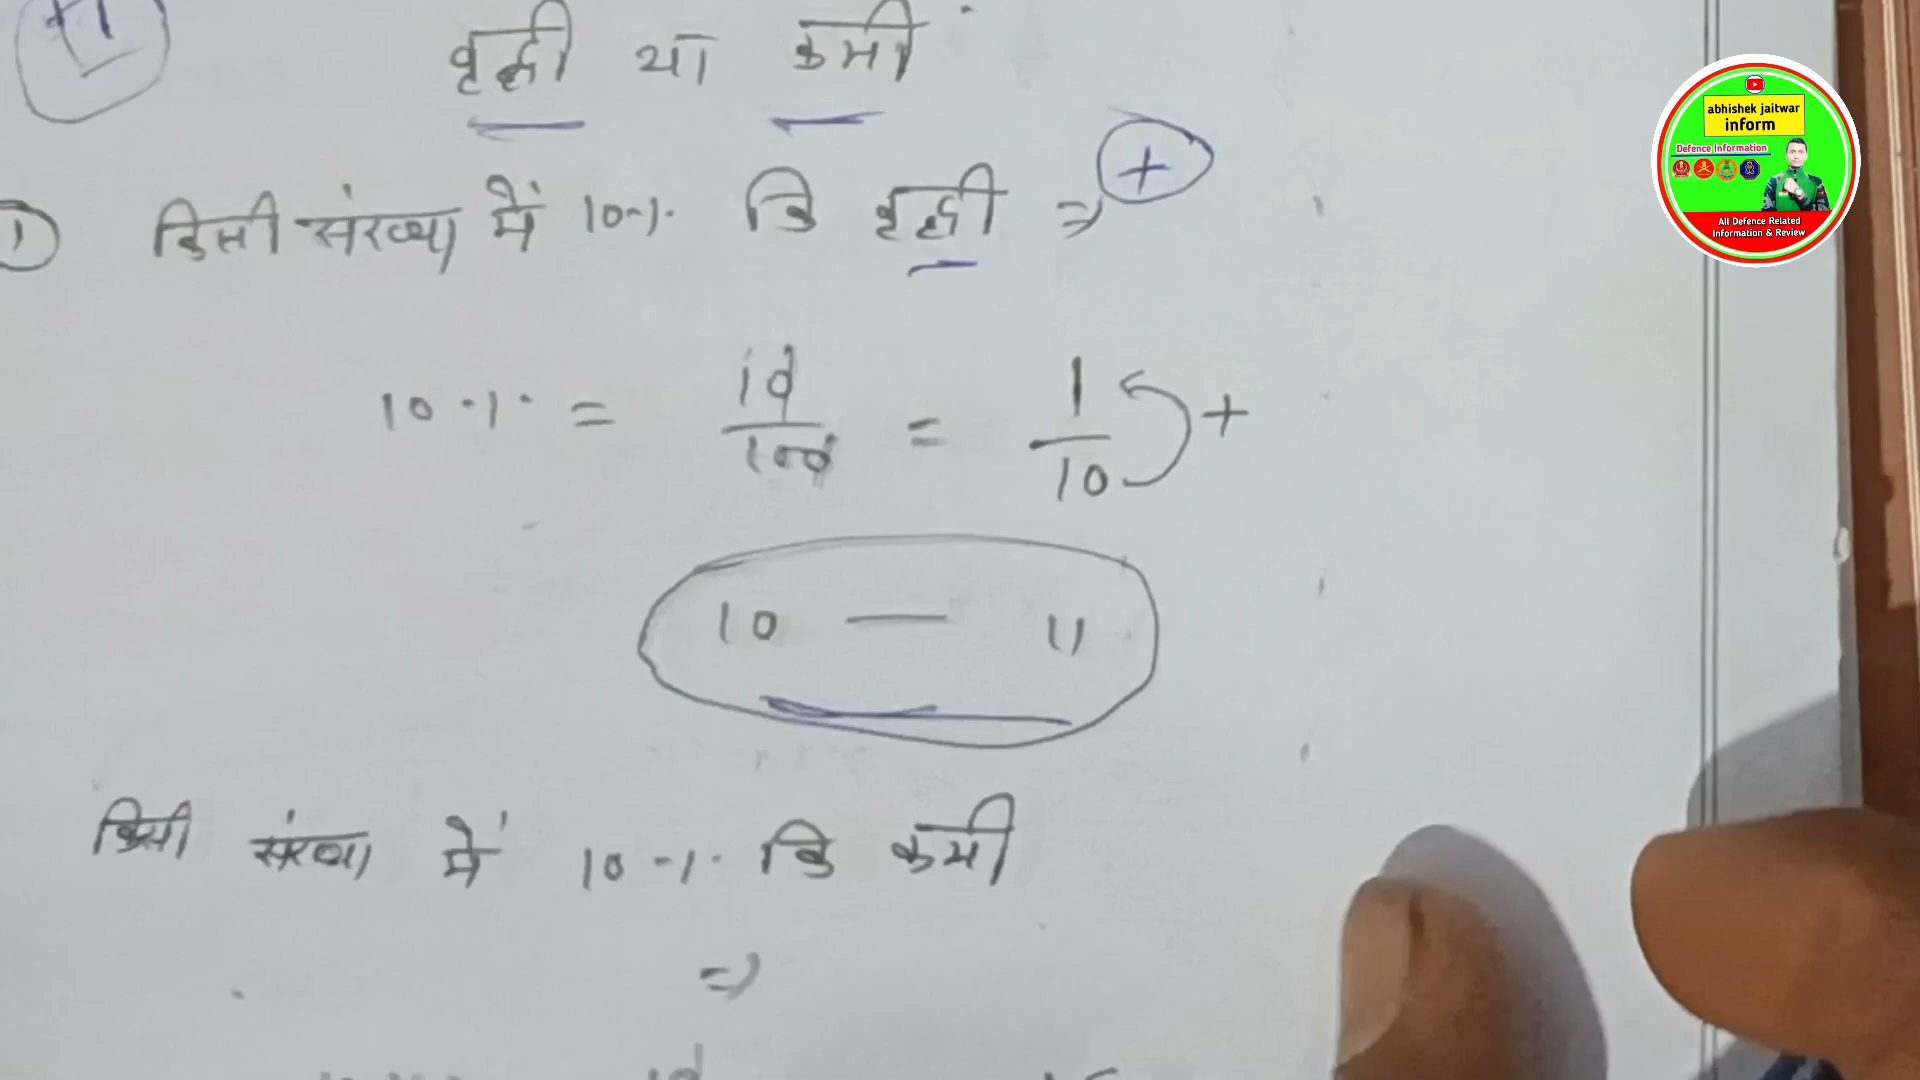 वृद्धी या कमी
abhishek jaitwar
inform
Defence Information
All Defence Related
Information & Review
① किसी संख्या में 10% कि वृद्धी ⇒ +
10% = 10/100 = 1/10 +
10 — 11
किसी संख्या में 10% कि कमी
⇒